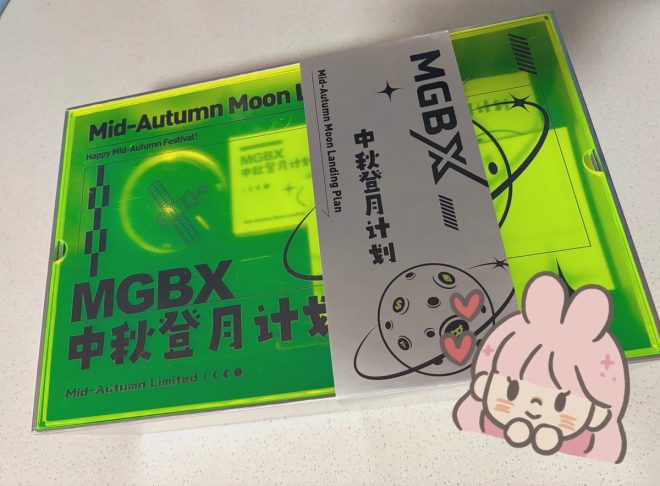 Mid-Autumn Moon L
Happy Mid-Autumn Festival!
MGBX
中秋登月计划
MGBX
中秋登月计划
Mid-Autumn Limited
MGBX
中秋登月计划
Mid-Autumn Moon Landing Plan
$